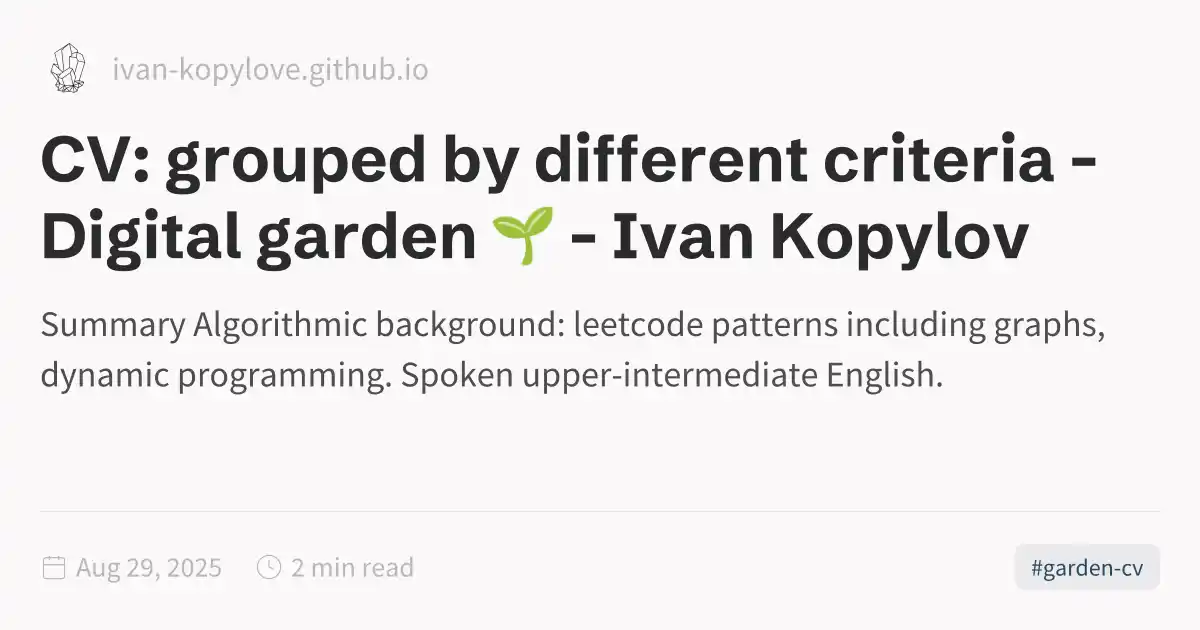 ivan-kopylove.github.io
CV: grouped by different criteria -
Digital garden 🌱 - Ivan Kopylov
Summary Algorithmic background: leetcode patterns including graphs,
dynamic programming. Spoken upper-intermediate English.
Aug 29, 2025
2 min read
#garden-cv